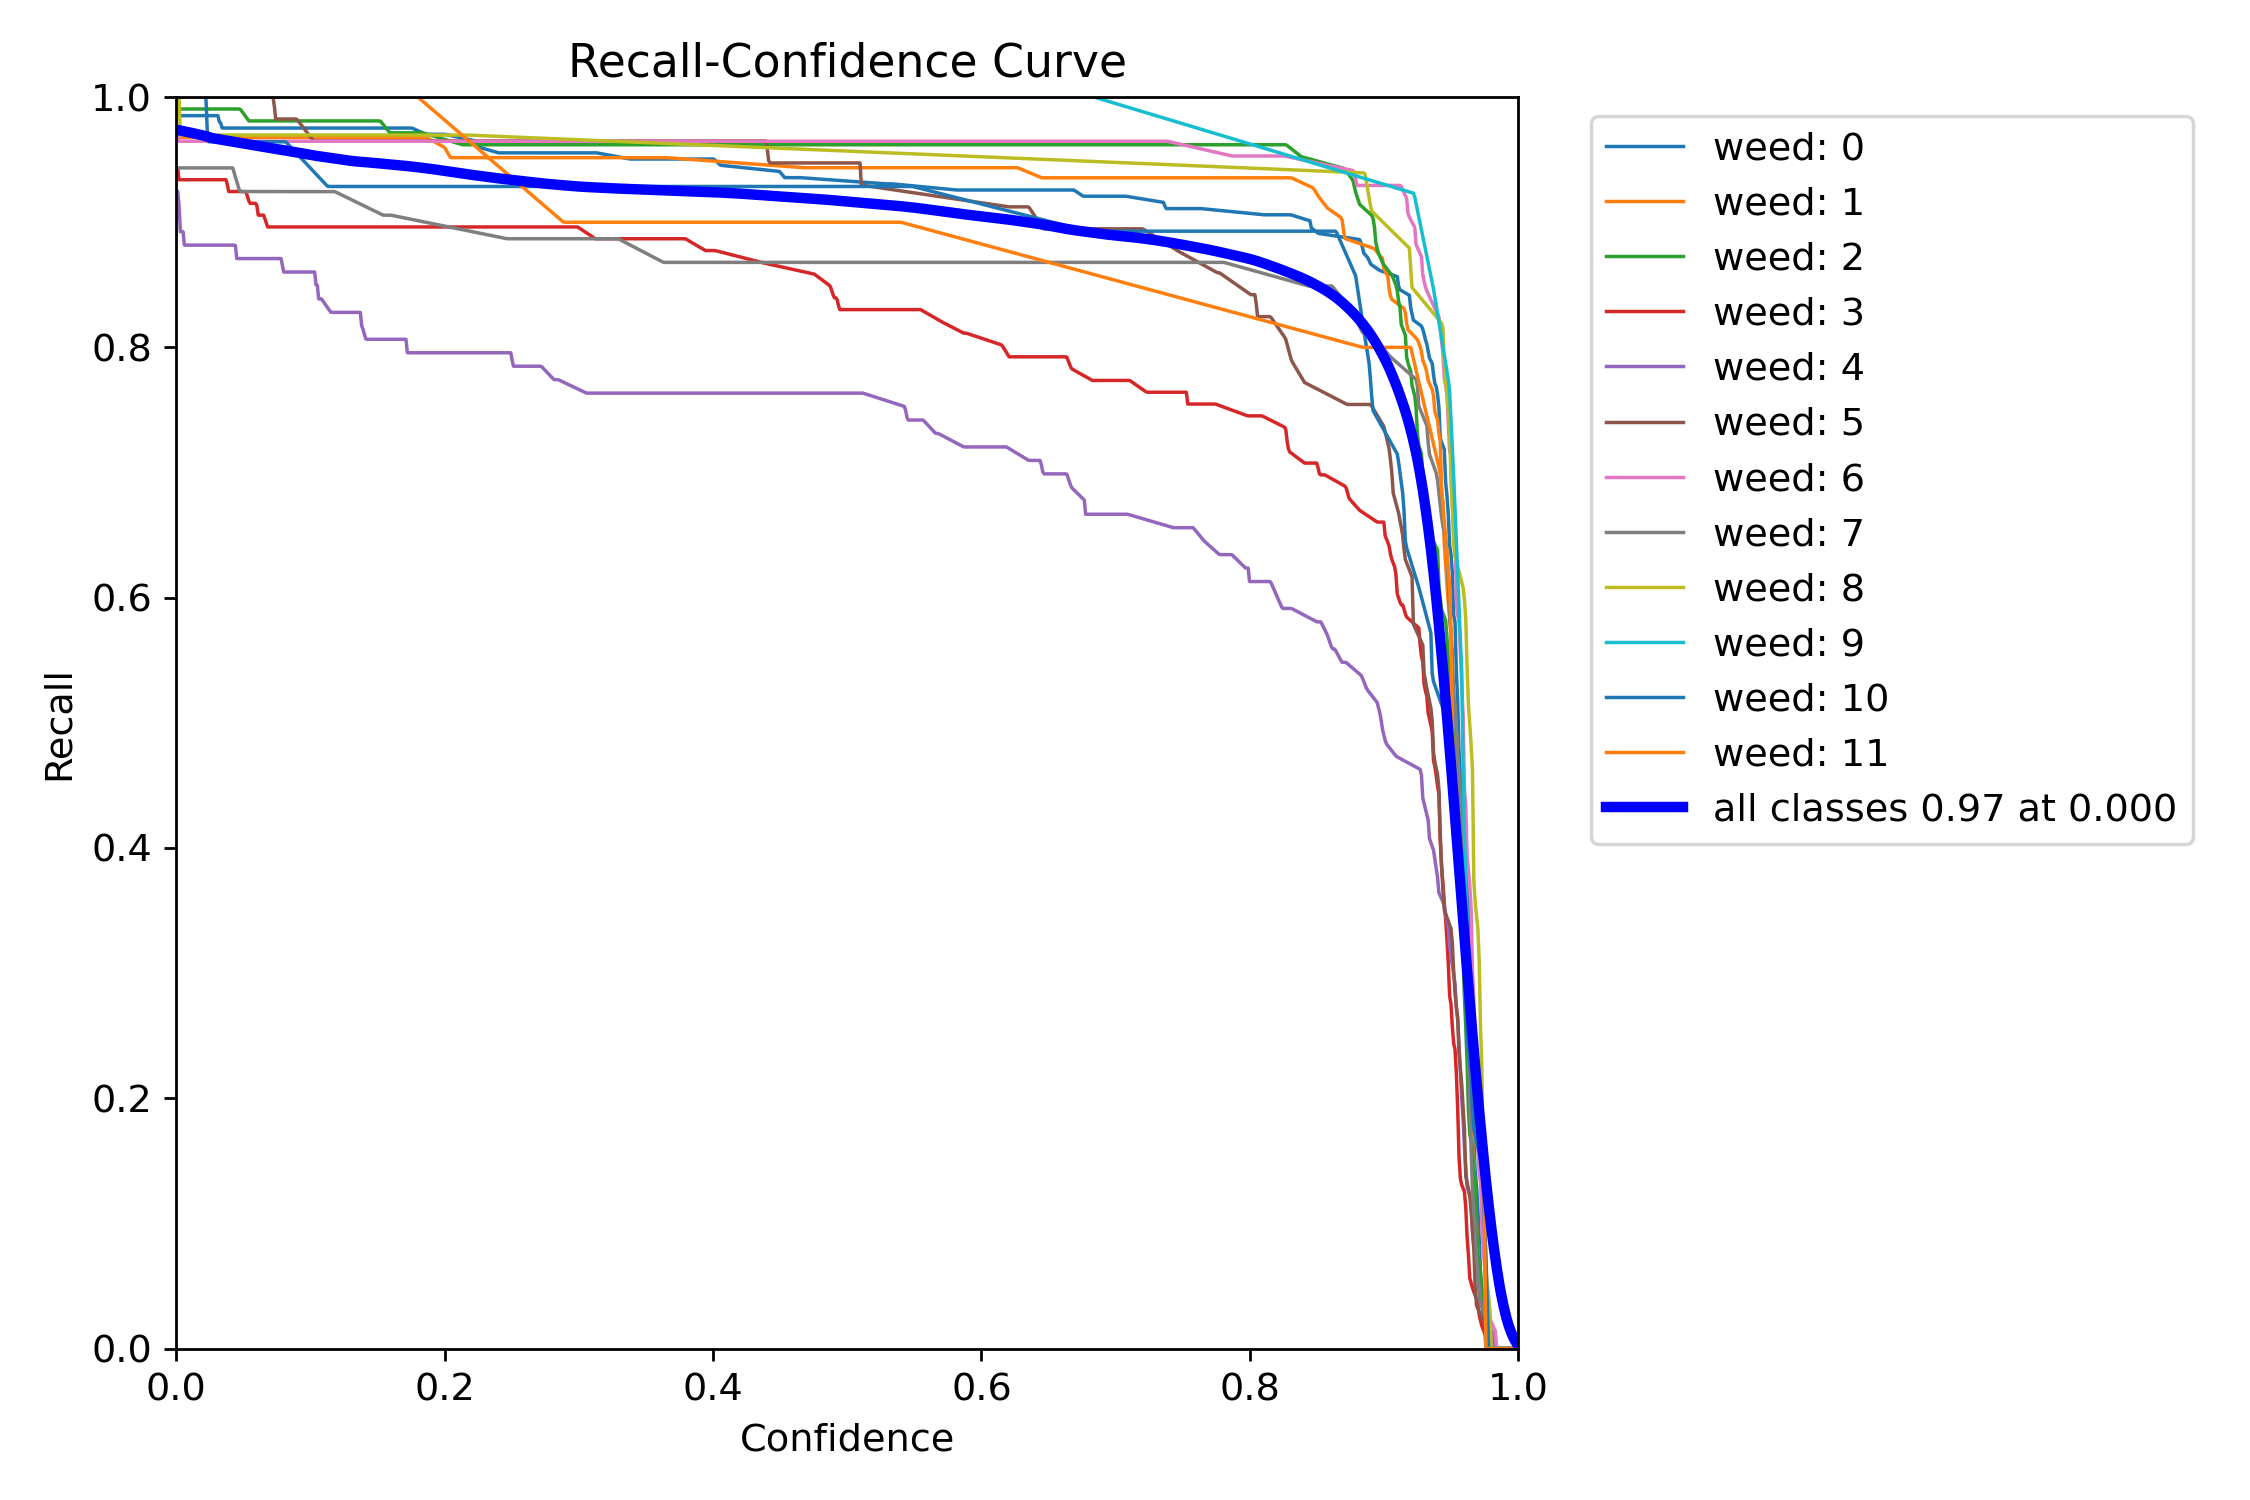 Recall-Confidence Curve
1.0
0.8
0.6
0.4
0.2
0.0
Recall
0.0 0.2 0.4 0.6 0.8 1.0
Confidence
weed: 0
weed: 1
weed: 2
weed: 3
weed: 4
weed: 5
weed: 6
weed: 7
weed: 8
weed: 9
weed: 10
weed: 11
all classes 0.97 at 0.000